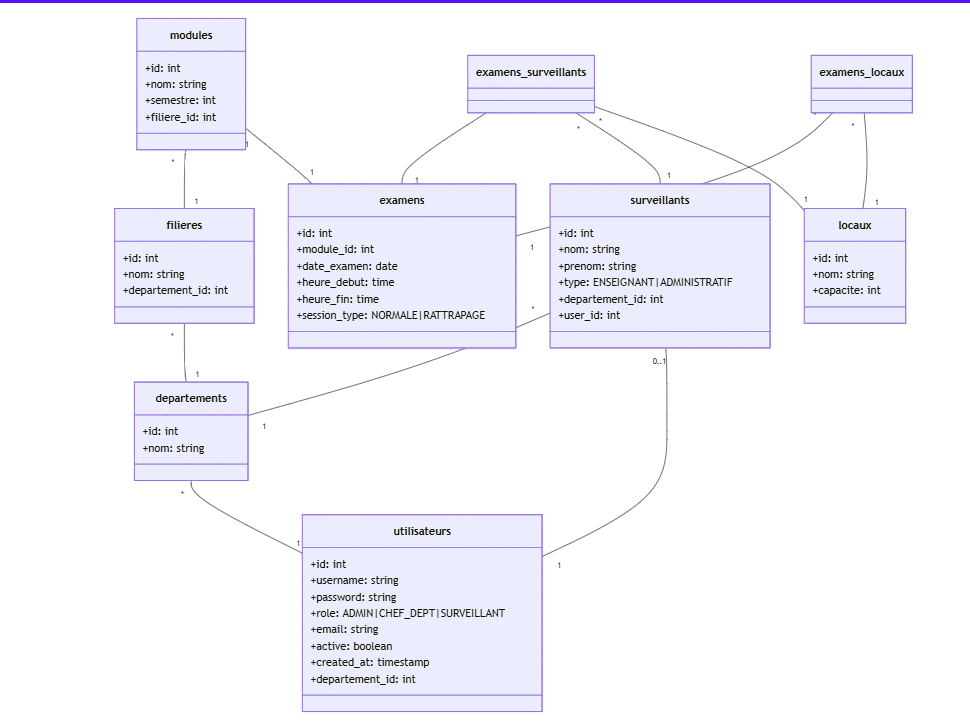 modules
+id: int
+nom: string
+semestre: int
+filiere_id: int
examens_surveillants
examens_locaux
1
*
1
1
*
*
1
1
*
*
1
1
filieres
+id: int
+nom: string
+departement_id: int
examens
+id: int
+module_id: int
+date_examen: date
+heure_debut: time
+heure_fin: time
+session_type: NORMALE|RATTRAPAGE
surveillants
+id: int
+nom: string
+prenom: string
+type: ENSEIGNANT|ADMINISTRATIF
+departement_id: int
+user_id: int
locaux
+id: int
+nom: string
+capacite: int
1
*
*
1
0..1
departements
+id: int
+nom: string
1
*
1
1
utilisateurs
+id: int
+username: string
+password: string
+role: ADMIN|CHEF_DEPT|SURVEILLANT
+email: string
+active: boolean
+created_at: timestamp
+departement_id: int